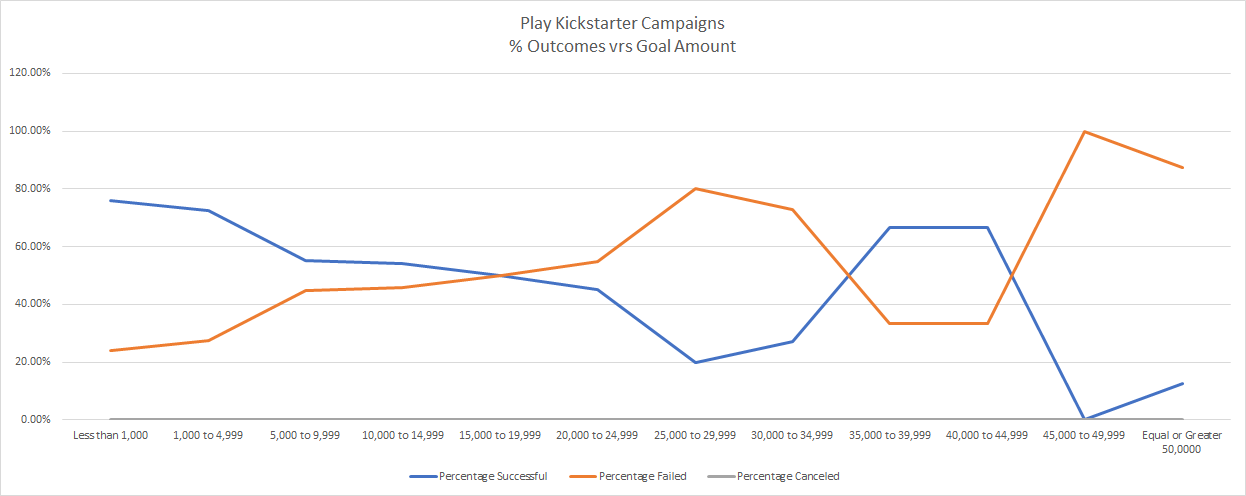 Play Kickstarter Campaigns
% Outcomes vrs Goal Amount
120.00%
100.00%
80.00%
60.00%
40.00%
20.00%
0.00%
Less than 1,000
1,000 to 4,999
5,000 to 9,999
10,000 to 14,999
15,000 to 19,999
20,000 to 24,999
25,000 to 29,999
30,000 to 34,999
35,000 to 39,999
40,000 to 44,999
45,000 to 49,999
Equal or Greater
50,0000
Percentage Successful
Percentage Failed
Percentage Canceled